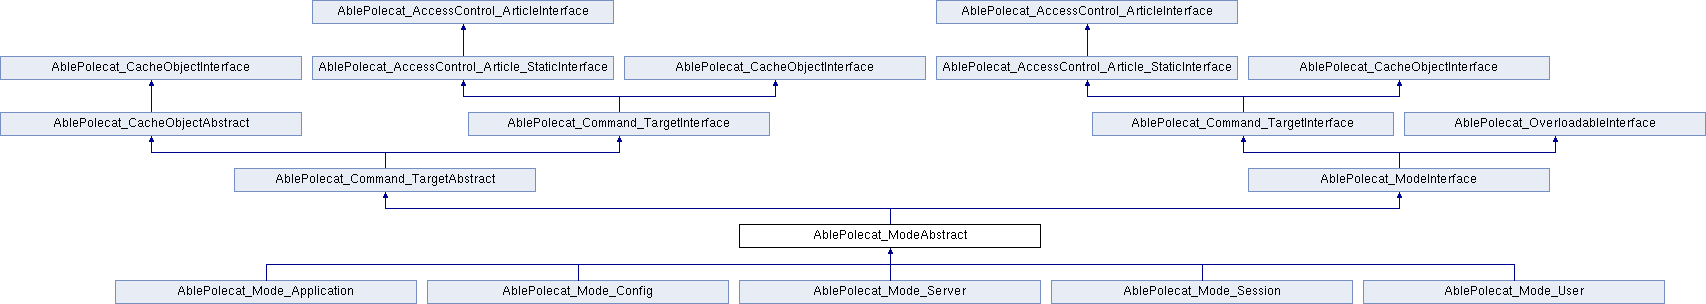 AblePolecat_AccessControl_ArticleInterface
AblePolecat_AccessControl_ArticleInterface
AblePolecat_CacheObjectInterface
AblePolecat_AccessControl_Article_StaticInterface
AblePolecat_CacheObjectInterface
AblePolecat_AccessControl_Article_StaticInterface
AblePolecat_CacheObjectInterface
AblePolecat_CacheObjectAbstract
AblePolecat_Command_TargetInterface
AblePolecat_Command_TargetInterface
AblePolecat_OverloadableInterface
AblePolecat_Command_TargetAbstract
AblePolecat_ModeInterface
AblePolecat_ModeAbstract
AblePolecat_Mode_Application
AblePolecat_Mode_Config
AblePolecat_Mode_Server
AblePolecat_Mode_Session
AblePolecat_Mode_User